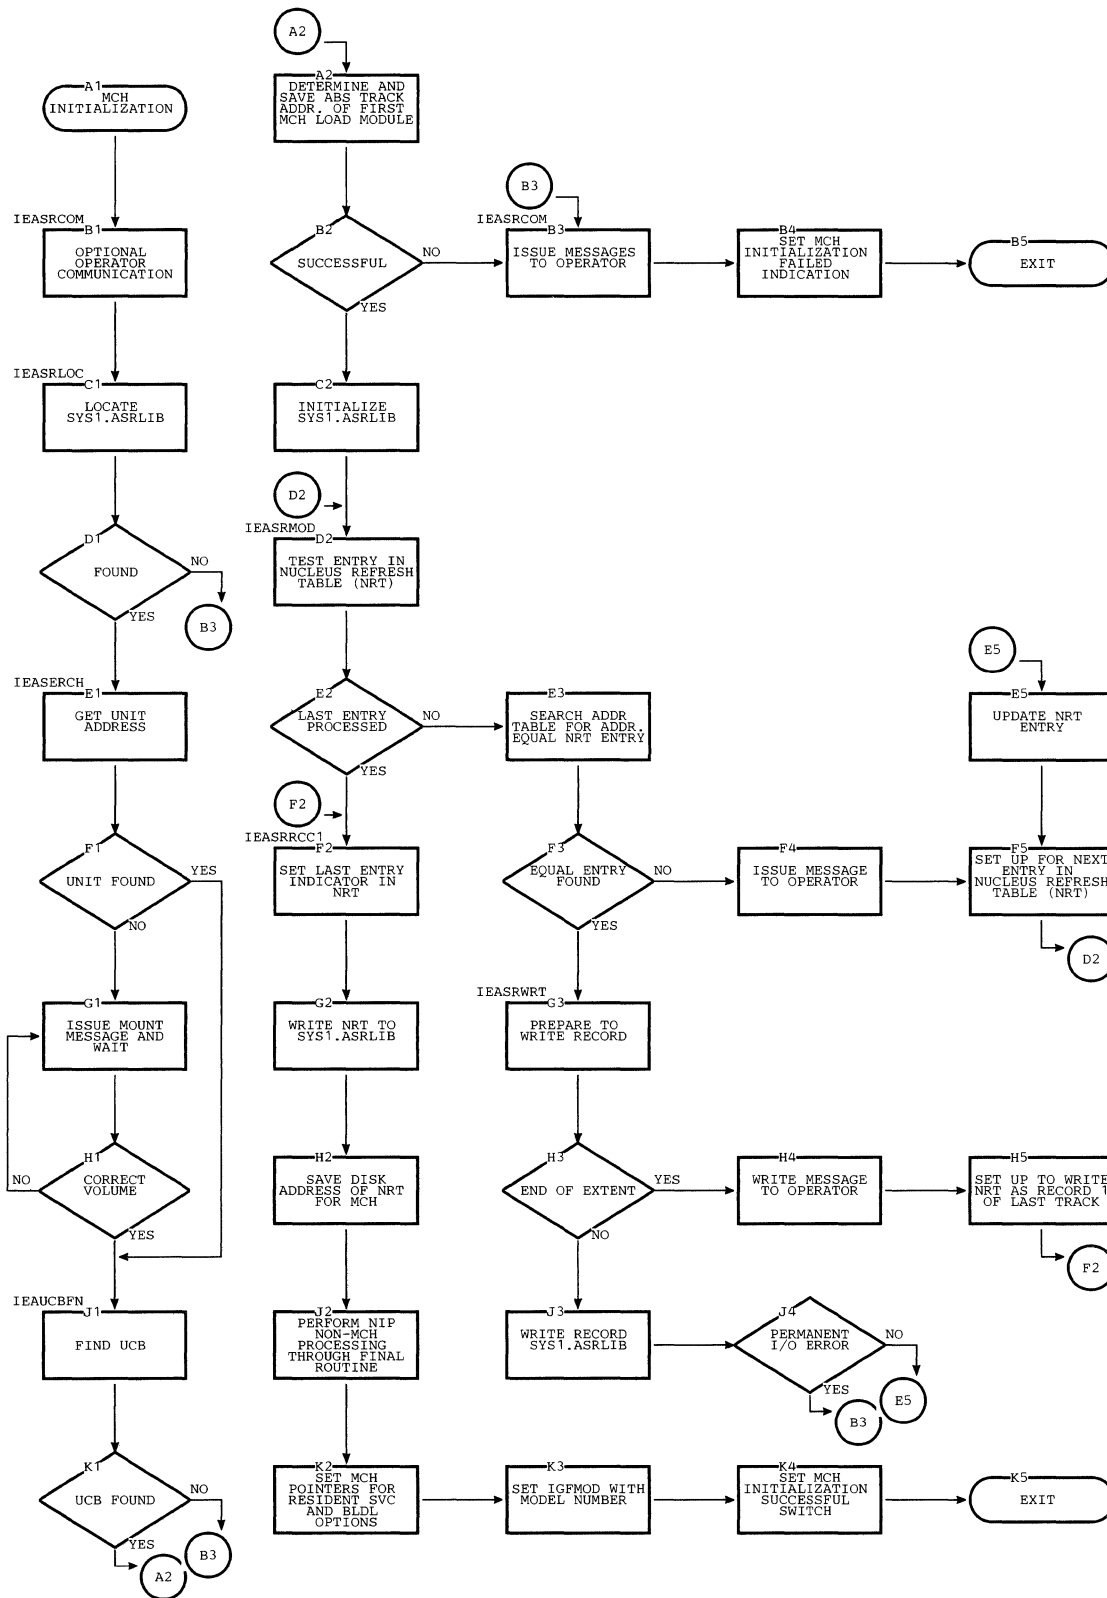 A1
MCH
INITIALIZATION
IEASRCOM
B1
OPTIONAL
OPERATOR
COMMUNICATION
IEASRLOC
C1
LOCATE
SYS1.ASRLIB
D1
FOUND
NO
YES
B3
IEASERCH
E1
GET UNIT
ADDRESS
F1
UNIT FOUND
YES
NO
G1
ISSUE MOUNT
MESSAGE AND
WAIT
H1
CORRECT
VOLUME
NO
YES
IEAUCBFN
J1
FIND UCB
K1
UCB FOUND
NO
YES
B3
A2
A2
A2
DETERMINE AND
SAVE ABS TRACK
ADDR. OF FIRST
MCH LOAD MODULE
B2
SUCCESSFUL
NO
YES
C2
INITIALIZE
SYS1.ASRLIB
D2
IEASRMOD
D2
TEST ENTRY IN
NUCLEUS REFRESH
TABLE (NRT)
E2
LAST ENTRY
PROCESSED
NO
YES
F2
IEASRRCC1
F2
SET LAST ENTRY
INDICATOR IN
NRT
G2
WRITE NRT TO
SYS1.ASRLIB
H2
SAVE DISK
ADDRESS OF NRT
FOR MCH
J2
PERFORM NIP
NON-MCH
PROCESSING
THROUGH FINAL
ROUTINE
K2
SET MCH
POINTERS FOR
RESIDENT SVC
AND BLDL
OPTIONS
B3
IEASRCOM
B3
ISSUE MESSAGES
TO OPERATOR
E3
SEARCH ADDR
TABLE FOR ADDR.
EQUAL NRT ENTRY
F3
EQUAL ENTRY
FOUND
NO
YES
IEASRWRT
G3
PREPARE TO
WRITE RECORD
H3
END OF EXTENT
YES
NO
J3
WRITE RECORD
SYS1.ASRLIB
K3
SET IGFMOD WITH
MODEL NUMBER
B4
SET MCH
INITIALIZATION
FAILED
INDICATION
F4
ISSUE MESSAGE
TO OPERATOR
H4
WRITE MESSAGE
TO OPERATOR
J4
PERMANENT
I/O ERROR
NO
YES
B3
E5
K4
SET MCH
INITIALIZATION
SUCCESSFUL
SWITCH
B5
EXIT
E5
E5
UPDATE NRT
ENTRY
F5
SET UP FOR NEXT
ENTRY IN
NUCLEUS REFRESH
TABLE (NRT)
D2
H5
SET UP TO WRITE
NRT AS RECORD
OF LAST TRACK
F2
K5
EXIT